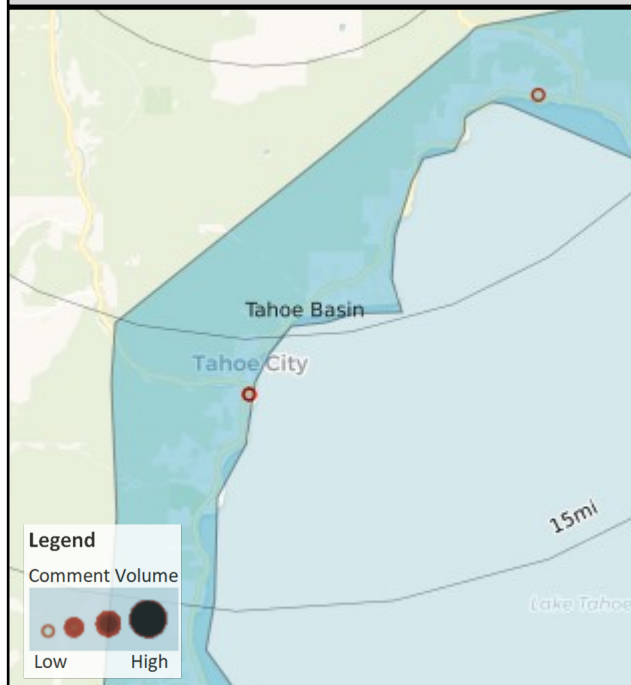 Tahoe Basin
Tahoe City
15mi
Lake Tahoe
Legend
Comment Volume
Low High